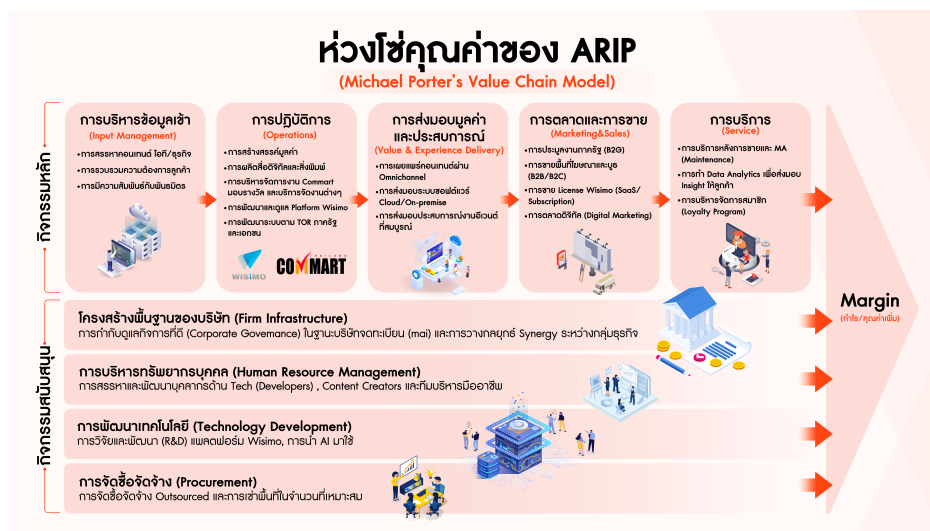 ห่วงโซ่คุณค่าของ ARIP
(Michael Porter's Value Chain Model)
กิจกรรมหลัก
การบริหารข้อมูลเข้า
(Input Management)
•การสรรหาคอนเทนต์ ไอที/ธุรกิจ
•การรวบรวมความต้องการลูกค้า
•การมีความสัมพันธ์กับพันธมิตร
การปฏิบัติการ
(Operations)
•การสร้างสรรค์มูลค่า
•การผลิตสื่อดิจิทัลและสิ่งพิมพ์
•การบริหารจัดการงาน Commart
มอบรางวัล และบริการจัดงานต่างๆ
•การพัฒนาและดูแล Platform Wisimo
•การพัฒนาระบบตาม TOR ภาครัฐ
และเอกชน
WISIMO
THAILAND
COMMART
การส่งมอบมูลค่า
และประสบการณ์
(Value & Experience Delivery)
•การเผยแพร่คอนเทนต์ผ่าน
Omnichannel
•การส่งมอบระบบซอฟต์แวร์
Cloud/On-premise
•การส่งมอบประสบการณ์งานอีเวนต์
ที่สมบูรณ์
การตลาดและการขาย
(Marketing&Sales)
•การประมูลงานภาครัฐ (B2G)
•การขายพื้นที่โฆษณาและบูธ
(B2B/B2C)
•การขาย License Wisimo (SaaS/
Subscription)
•การตลาดดิจิทัล (Digital Marketing)
การบริการ
(Service)
•การบริการหลังการขายและ MA
(Maintenance)
•การทำ Data Analytics เพื่อส่งมอบ
Insight ให้ลูกค้า
•การบริหารจัดการสมาชิก
(Loyalty Program)
กิจกรรมสนับสนุน
โครงสร้างพื้นฐานของบริษัท (Firm Infrastructure)
การกำกับดูแลกิจการที่ดี (Corporate Governance) ในฐานะบริษัทจดทะเบียน (mai) และการวางกลยุทธ์ Synergy ระหว่างกลุ่มธุรกิจ
การบริหารทรัพยากรบุคคล (Human Resource Management)
การสรรหาและพัฒนาบุคลากรด้าน Tech (Developers) , Content Creators และทีมบริหารมืออาชีพ
การพัฒนาเทคโนโลยี (Technology Development)
การวิจัยและพัฒนา (R&D) แพลตฟอร์ม Wisimo, การนำ AI มาใช้
การจัดซื้อจัดจ้าง (Procurement)
การจัดซื้อจัดจ้าง Outsourced และการเช่าพื้นที่ในจำนวนที่เหมาะสม
Margin
(กำไร/คุณค่าเพิ่ม)